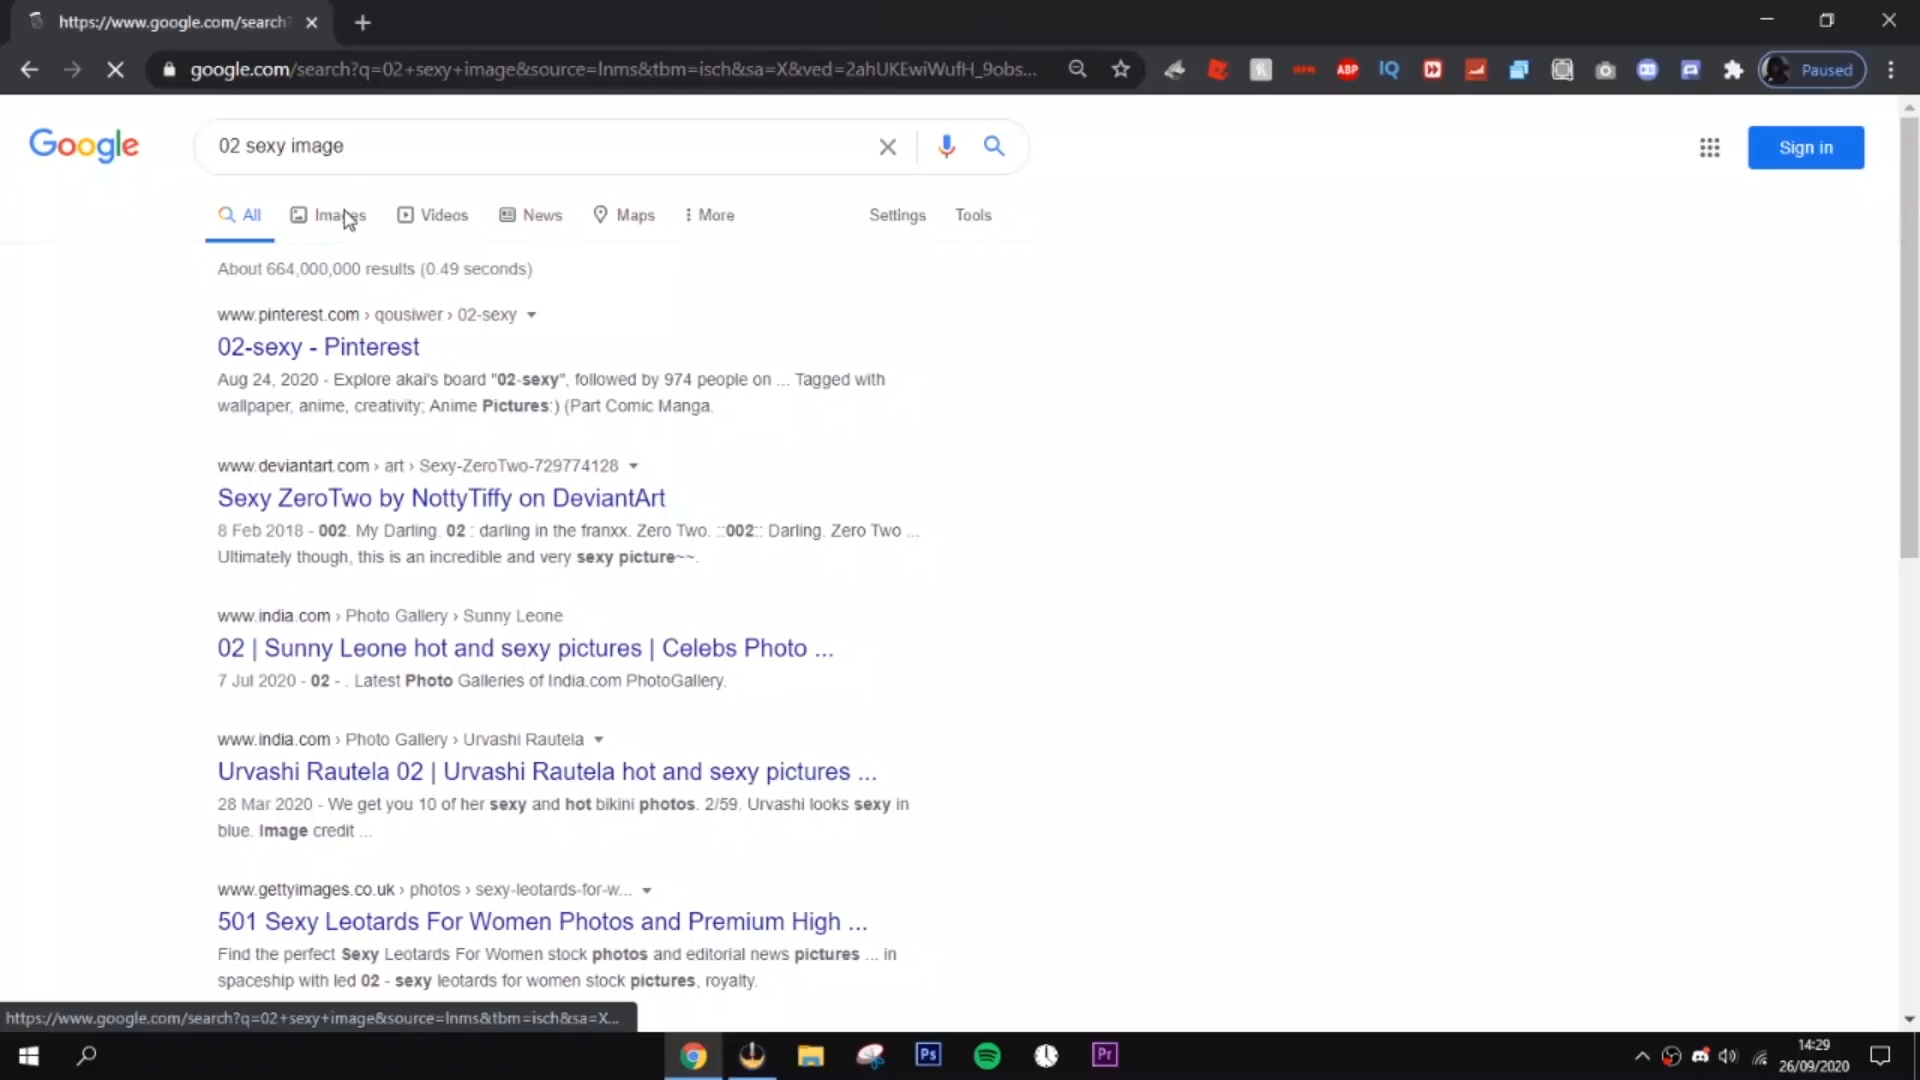 https://www.google.com/search?
google.com/search?q=02+sexy+image&source=lnms&tbm=isch&sa=X&ved=2ahUKEwiWufH_9obs...
ABP
IQ
Paused
Google
02 sexy image
Sign in
All
Images
Videos
News
Maps
More
Settings
Tools
About 664,000,000 results (0.49 seconds)
www.pinterest.com › qousiwer › 02-sexy
02-sexy - Pinterest
Aug 24, 2020 - Explore akai's board "02-sexy", followed by 974 people on ... Tagged with
wallpaper, anime, creativity; Anime Pictures:) (Part Comic Manga.
www.deviantart.com › art › Sexy-ZeroTwo-729774128
Sexy ZeroTwo by NottyTiffy on DeviantArt
8 Feb 2018 - 002. My Darling. 02 : darling in the franxx. Zero Two. ::002:: Darling. Zero Two ...
Ultimately though, this is an incredible and very sexy picture~~.
www.india.com › Photo Gallery › Sunny Leone
02 | Sunny Leone hot and sexy pictures | Celebs Photo ...
7 Jul 2020 - 02 - . Latest Photo Galleries of India.com PhotoGallery.
www.india.com › Photo Gallery › Urvashi Rautela
Urvashi Rautela 02 | Urvashi Rautela hot and sexy pictures ...
28 Mar 2020 - We get you 10 of her sexy and hot bikini photos. 2/59. Urvashi looks sexy in
blue. Image credit ...
www.gettyimages.co.uk › photos › sexy-leotards-for-w...
501 Sexy Leotards For Women Photos and Premium High ...
Find the perfect Sexy Leotards For Women stock photos and editorial news pictures ... in
spaceship with led 02 - sexy leotards for women stock pictures, royalty.
https://www.google.com/search?q=02+sexy+image&source=lnms&tbm=isch&sa=X...
Ps
Pr
14:29
26/09/2020